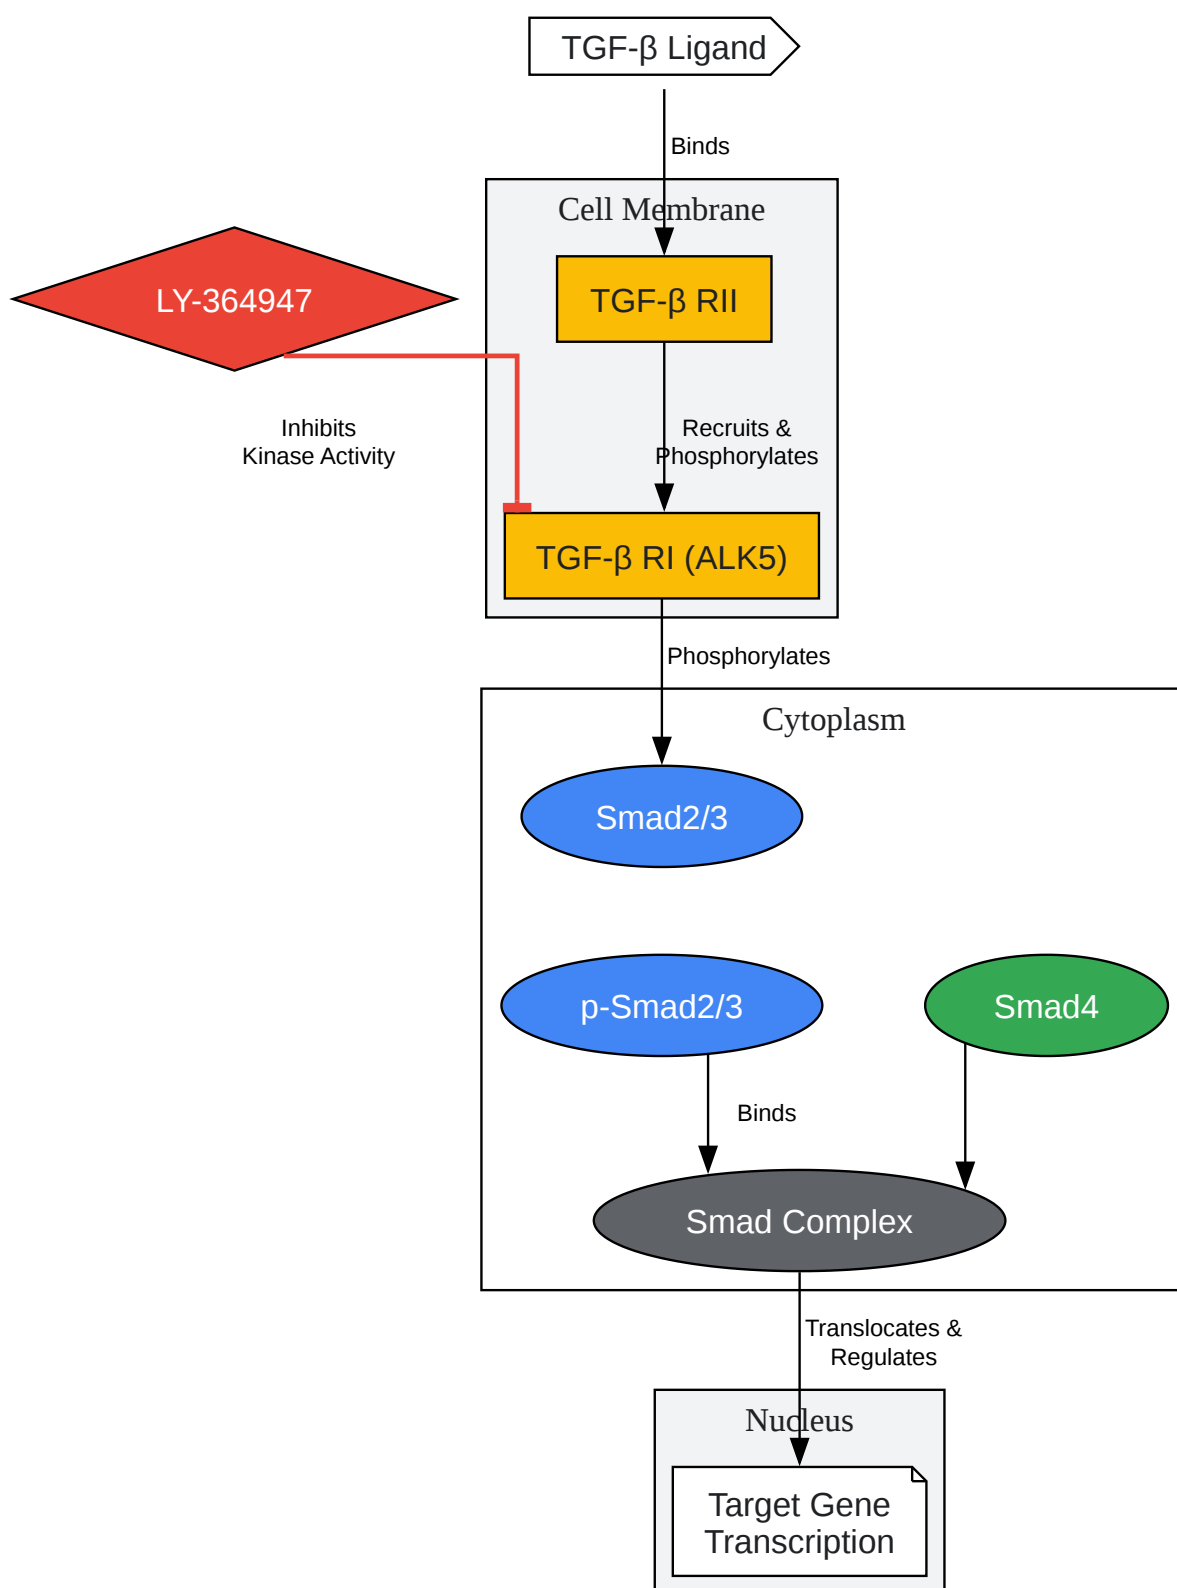 TGF-β Ligand
Binds
Cell Membrane
LY-364947
TGF-β RII
Inhibits
Kinase Activity
Recruits &
Phosphorylates
TGF-β RI (ALK5)
Phosphorylates
Cytoplasm
Smad2/3
p-Smad2/3
Smad4
Binds
Smad Complex
Translocates &
Regulates
Nucleus
Target Gene
Transcription